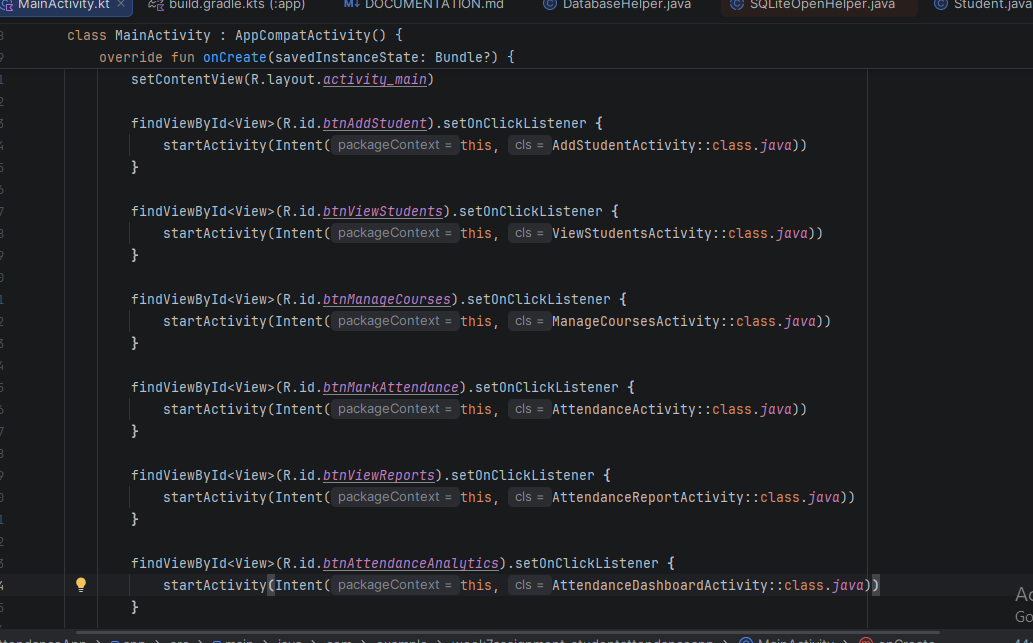 MainActivity.kt × build.gradle.kts (:app) M↓ DOCUMENTATION.md © DatabaseHelper.java © SQLiteOpenHelper.java © Student.java
class MainActivity : AppCompatActivity() {
override fun onCreate(savedInstanceState: Bundle?) {
setContentView(R.layout.activity_main)
findViewById<View>(R.id.btnAddStudent).setOnClickListener {
startActivity(Intent( packageContext = this, cls = AddStudentActivity::class.java))
}
findViewById<View>(R.id.btnViewStudents).setOnClickListener {
startActivity(Intent( packageContext = this, cls = ViewStudentsActivity::class.java))
}
findViewById<View>(R.id.btnManageCourses).setOnClickListener {
startActivity(Intent( packageContext = this, cls = ManageCoursesActivity::class.java))
}
findViewById<View>(R.id.btnMarkAttendance).setOnClickListener {
startActivity(Intent( packageContext = this, cls = AttendanceActivity::class.java))
}
findViewById<View>(R.id.btnViewReports).setOnClickListener {
startActivity(Intent( packageContext = this, cls = AttendanceReportActivity::class.java))
}
findViewById<View>(R.id.btnAttendanceAnalytics).setOnClickListener {
startActivity(Intent( packageContext = this, cls = AttendanceDashboardActivity::class.java))
Ac
}
Go